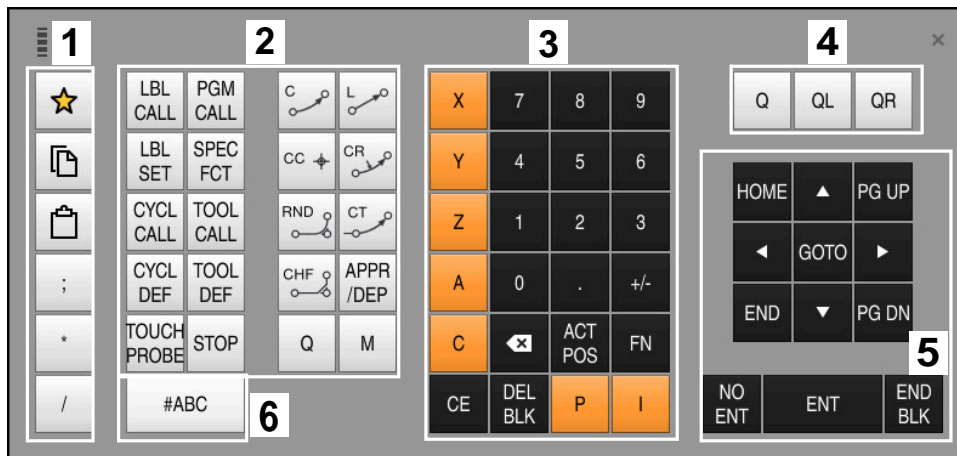 1
2
3
4
LBL CALL
PGM CALL
C
L
X
7
8
9
Q
QL
QR
LBL SET
SPEC FCT
CC
CR
Y
4
5
6
HOME
PG UP
CYCL CALL
TOOL CALL
RND
CT
Z
1
2
3
GOTO
;
CYCL DEF
TOOL DEF
CHF
APPR /DEP
A
0
.
+/-
END
PG DN
*
TOUCH PROBE
STOP
Q
M
C
ACT POS
FN
5
/
#ABC
6
CE
DEL BLK
P
I
NO ENT
ENT
END BLK